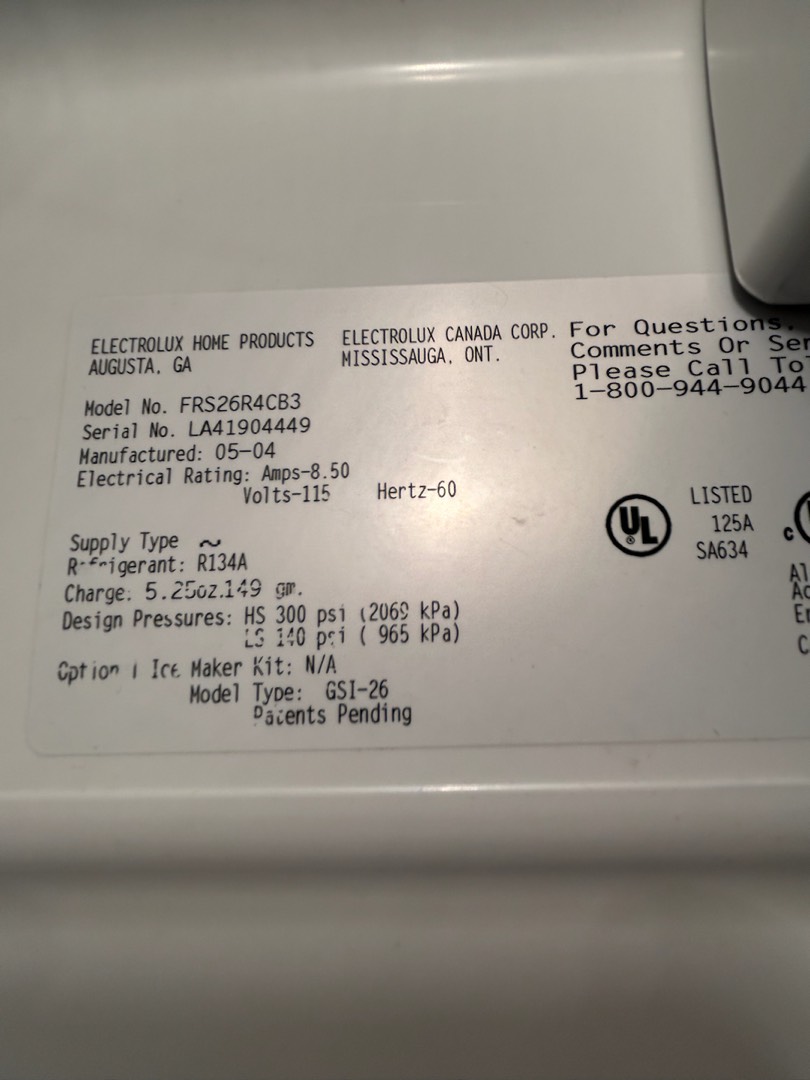 ELECTROLUX HOME PRODUCTS
AUGUSTA, GA
ELECTROLUX CANADA CORP.
MISSISSAUGA, ONT.
For Questions,
Comments Or Ser
Please Call To
1-800-944-9044
Model No. FRS26R4CB3
Serial No. LA41904449
Manufactured: 05-04
Electrical Rating: Amps-8.50
Volts-115 Hertz-60
UL
LISTED
125A
SA634
Supply Type ~
Refrigerant: R134A
Charge: 5.25oz.149 gm.
Design Pressures: HS 300 psi (2069 kPa)
LS 140 psi ( 965 kPa)
Ice Maker Kit: N/A
Model Type: GSI-26
Patents Pending